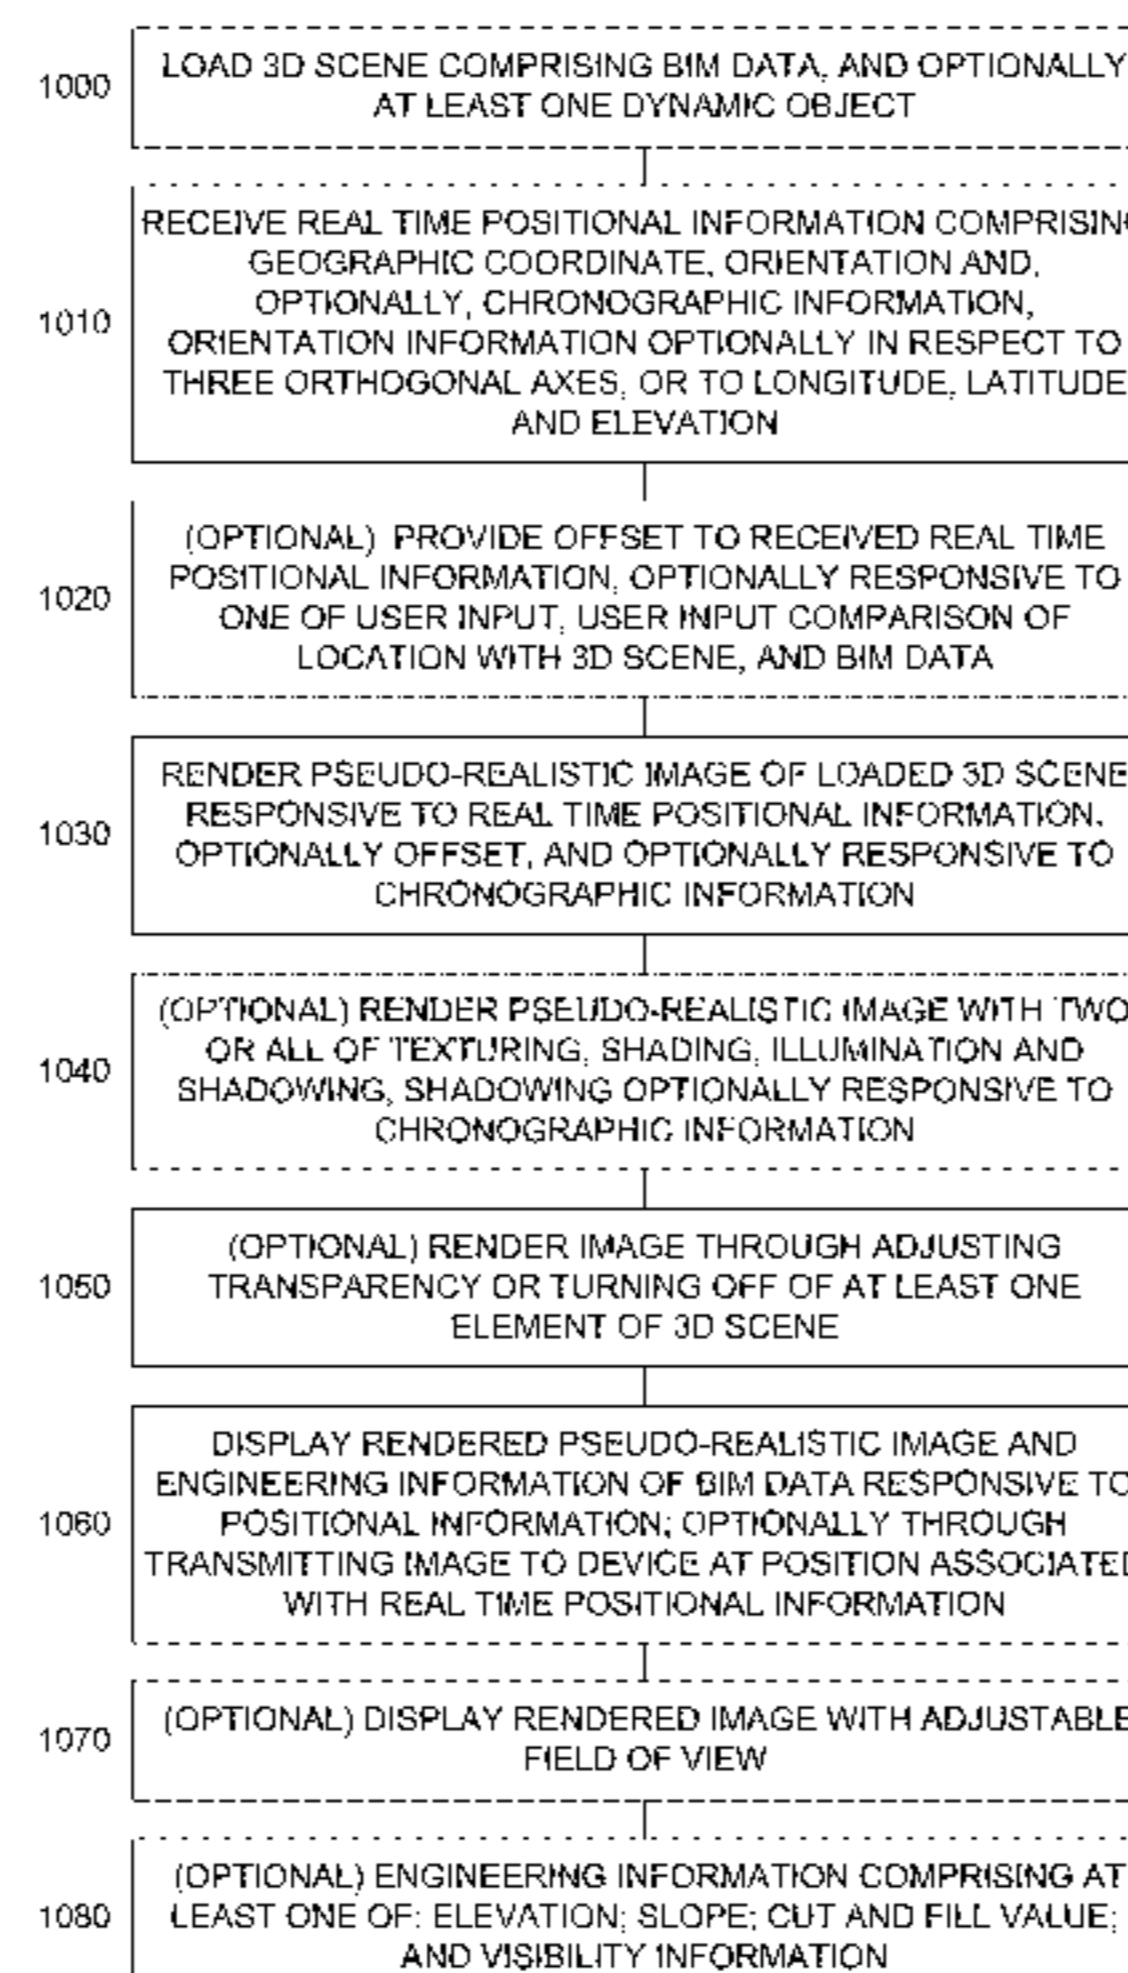 1000
LOAD 3D SCENE COMPRISING BIM DATA, AND OPTIONALLY
AT LEAST ONE DYNAMIC OBJECT
1010
RECEIVE REAL TIME POSITIONAL INFORMATION COMPRISING
GEOGRAPHIC COORDINATE, ORIENTATION AND,
OPTIONALLY, CHRONOGRAPHIC INFORMATION,
ORIENTATION INFORMATION OPTIONALLY IN RESPECT TO
THREE ORTHOGONAL AXES, OR TO LONGITUDE, LATITUDE
AND ELEVATION
1020
(OPTIONAL) PROVIDE OFFSET TO RECEIVED REAL TIME
POSITIONAL INFORMATION, OPTIONALLY RESPONSIVE TO
ONE OF USER INPUT, USER INPUT COMPARISON OF
LOCATION WITH 3D SCENE, AND BIM DATA
1030
RENDER PSEUDO-REALISTIC IMAGE OF LOADED 3D SCENE
RESPONSIVE TO REAL TIME POSITIONAL INFORMATION,
OPTIONALLY OFFSET, AND OPTIONALLY RESPONSIVE TO
CHRONOGRAPHIC INFORMATION
1040
(OPTIONAL) RENDER PSEUDO-REALISTIC IMAGE WITH TWO
OR ALL OF TEXTURING, SHADING, ILLUMINATION AND
SHADOWING, SHADOWING OPTIONALLY RESPONSIVE TO
CHRONOGRAPHIC INFORMATION
1050
(OPTIONAL) RENDER IMAGE THROUGH ADJUSTING
TRANSPARENCY OR TURNING OFF OF AT LEAST ONE
ELEMENT OF 3D SCENE
1060
DISPLAY RENDERED PSEUDO-REALISTIC IMAGE AND
ENGINEERING INFORMATION OF BIM DATA RESPONSIVE TO
POSITIONAL INFORMATION; OPTIONALLY THROUGH
TRANSMITTING IMAGE TO DEVICE AT POSITION ASSOCIATED
WITH REAL TIME POSITIONAL INFORMATION
1070
(OPTIONAL) DISPLAY RENDERED IMAGE WITH ADJUSTABLE
FIELD OF VIEW
1080
(OPTIONAL) ENGINEERING INFORMATION COMPRISING AT
LEAST ONE OF: ELEVATION; SLOPE; CUT AND FILL VALUE;
AND VISIBILITY INFORMATION